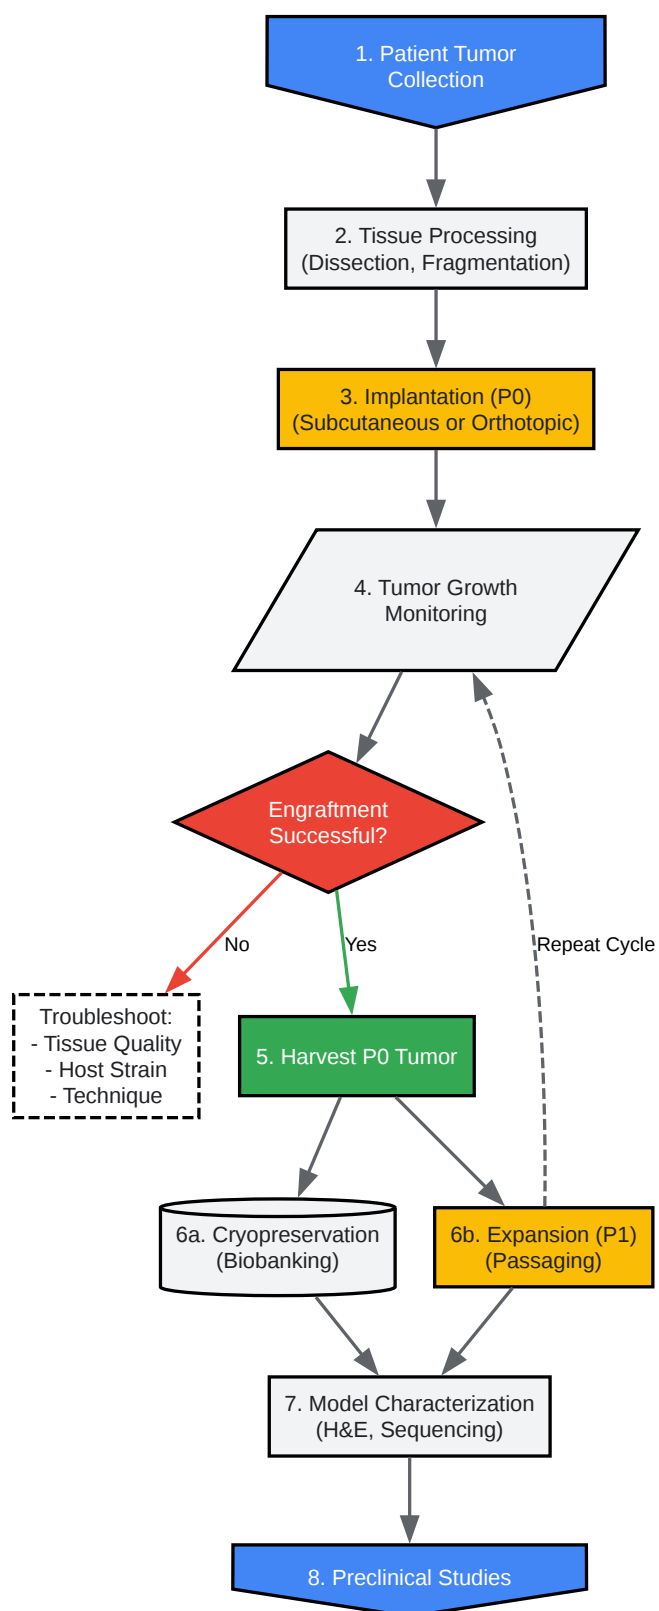 1. Patient Tumor
Collection
2. Tissue Processing
(Dissection, Fragmentation)
3. Implantation (P0)
(Subcutaneous or Orthotopic)
4. Tumor Growth
Monitoring
Engraftment
Successful?
No
Yes
Repeat Cycle
Troubleshoot:
- Tissue Quality
- Host Strain
- Technique
5. Harvest P0 Tumor
6a. Cryopreservation
(Biobanking)
6b. Expansion (P1)
(Passaging)
7. Model Characterization
(H&E, Sequencing)
8. Preclinical Studies